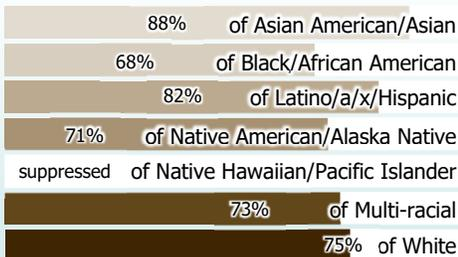 88% of Asian American/Asian
68% of Black/African American
82% of Latino/a/x/Hispanic
71% of Native American/Alaska Native
suppressed of Native Hawaiian/Pacific Islander
73% of Multi-racial
75% of White